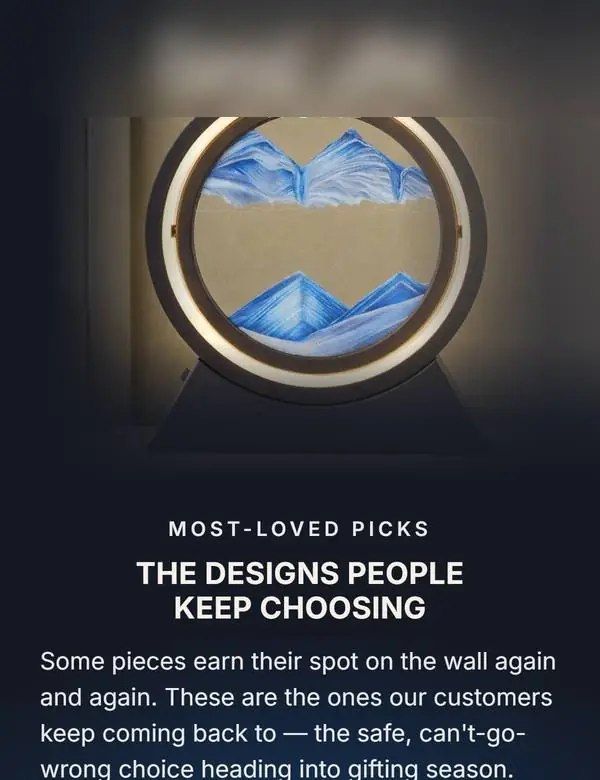 MOST-LOVED PICKS
THE DESIGNS PEOPLE
KEEP CHOOSING
Some pieces earn their spot on the wall again
and again. These are the ones our customers
keep coming back to — the safe, can't-go-
wrong choice heading into gifting season.